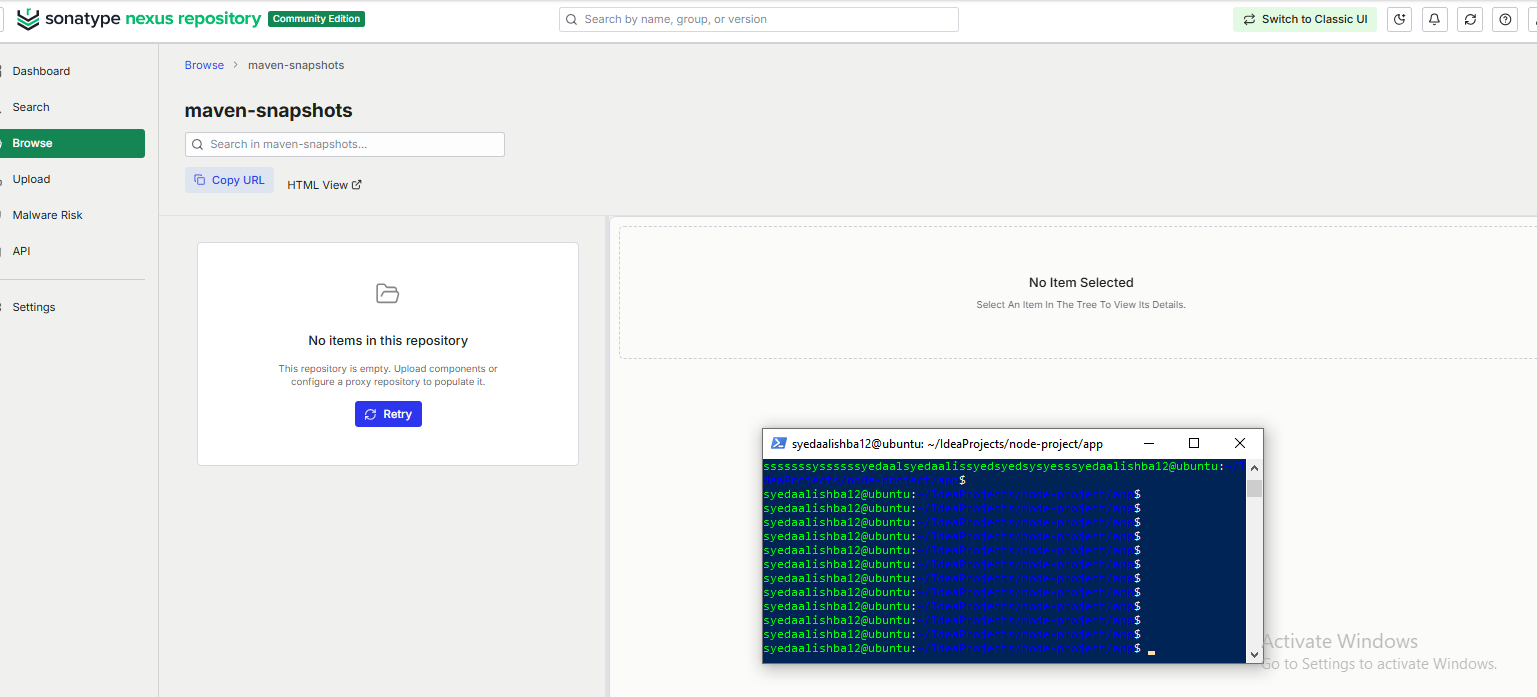 sonatype nexus repository Community Edition
Search by name, group, or version
Switch to Classic UI
Dashboard
Search
Browse
Upload
Malware Risk
API
Settings
Browse > maven-snapshots
maven-snapshots
Search in maven-snapshots...
Copy URL
HTML View
No items in this repository
This repository is empty. Upload components or
configure a proxy repository to populate it.
Retry
No Item Selected
Select An Item In The Tree To View Its Details.
syedaalishba12@ubuntu: ~/IdeaProjects/node-project/app
sssssssyssssssyedaalsyedaalissyedsyedsysyesssyedaalishba12@ubuntu:~/I
deaProjects/node-project/app$
syedaalishba12@ubuntu:~/IdeaProjects/node-project/app$
syedaalishba12@ubuntu:~/IdeaProjects/node-project/app$
syedaalishba12@ubuntu:~/IdeaProjects/node-project/app$
syedaalishba12@ubuntu:~/IdeaProjects/node-project/app$
syedaalishba12@ubuntu:~/IdeaProjects/node-project/app$
syedaalishba12@ubuntu:~/IdeaProjects/node-project/app$
syedaalishba12@ubuntu:~/IdeaProjects/node-project/app$
syedaalishba12@ubuntu:~/IdeaProjects/node-project/app$
syedaalishba12@ubuntu:~/IdeaProjects/node-project/app$
syedaalishba12@ubuntu:~/IdeaProjects/node-project/app$
syedaalishba12@ubuntu:~/IdeaProjects/node-project/app$
syedaalishba12@ubuntu:~/IdeaProjects/node-project/app$
Activate Windows
Go to Settings to activate Windows.